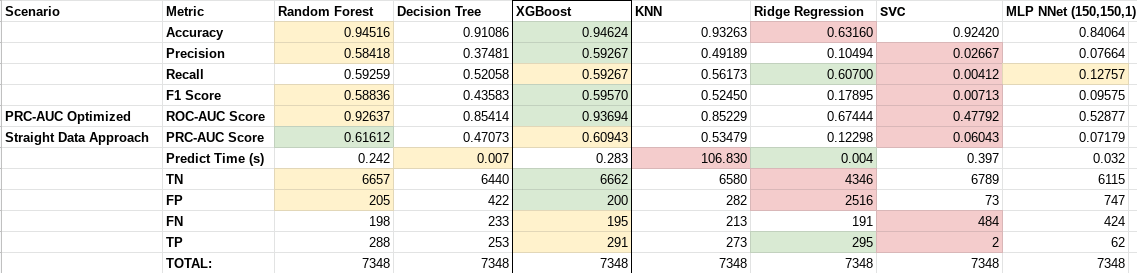 Scenario Metric Random Forest Decision Tree XGBoost KNN Ridge Regression SVC MLP NNet (150,150,1)
Accuracy 0.94516 0.91086 0.94624 0.93263 0.63160 0.92420 0.84064
Precision 0.58418 0.37481 0.59267 0.49189 0.10494 0.02667 0.07664
Recall 0.59259 0.52058 0.59267 0.56173 0.60700 0.00412 0.12757
F1 Score 0.58836 0.43583 0.59570 0.52450 0.17895 0.00713 0.09575
PRC-AUC Optimized ROC-AUC Score 0.92637 0.85414 0.93694 0.85229 0.67444 0.47792 0.52877
Straight Data Approach PRC-AUC Score 0.61612 0.47073 0.60943 0.53479 0.12298 0.06043 0.07179
Predict Time (s) 0.242 0.007 0.283 106.830 0.004 0.397 0.032
TN 6657 6440 6662 6580 4346 6789 6115
FP 205 422 200 282 2516 73 747
FN 198 233 195 213 191 484 424
TP 288 253 291 273 295 2 62
TOTAL: 7348 7348 7348 7348 7348 7348 7348